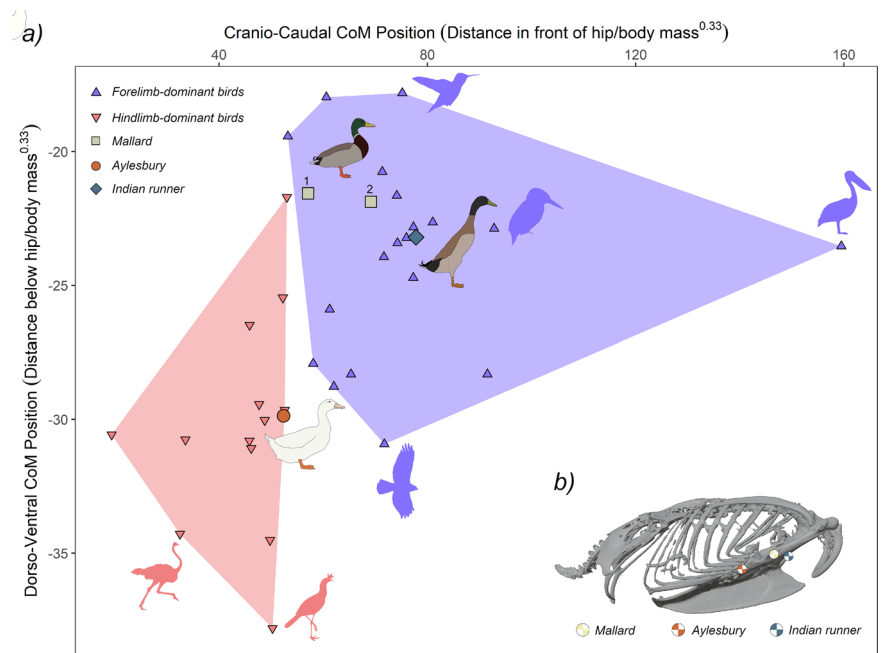 a)
Cranio-Caudal CoM Position (Distance in front of hip/body mass0.33)
40
80
120
160
Forelimb-dominant birds
Hindlimb-dominant birds
Mallard
Aylesbury
Indian runner
1
2
-20
-25
-30
-35
Dorso-Ventral CoM Position (Distance below hip/body mass0.33)
b)
Mallard
Aylesbury
Indian runner